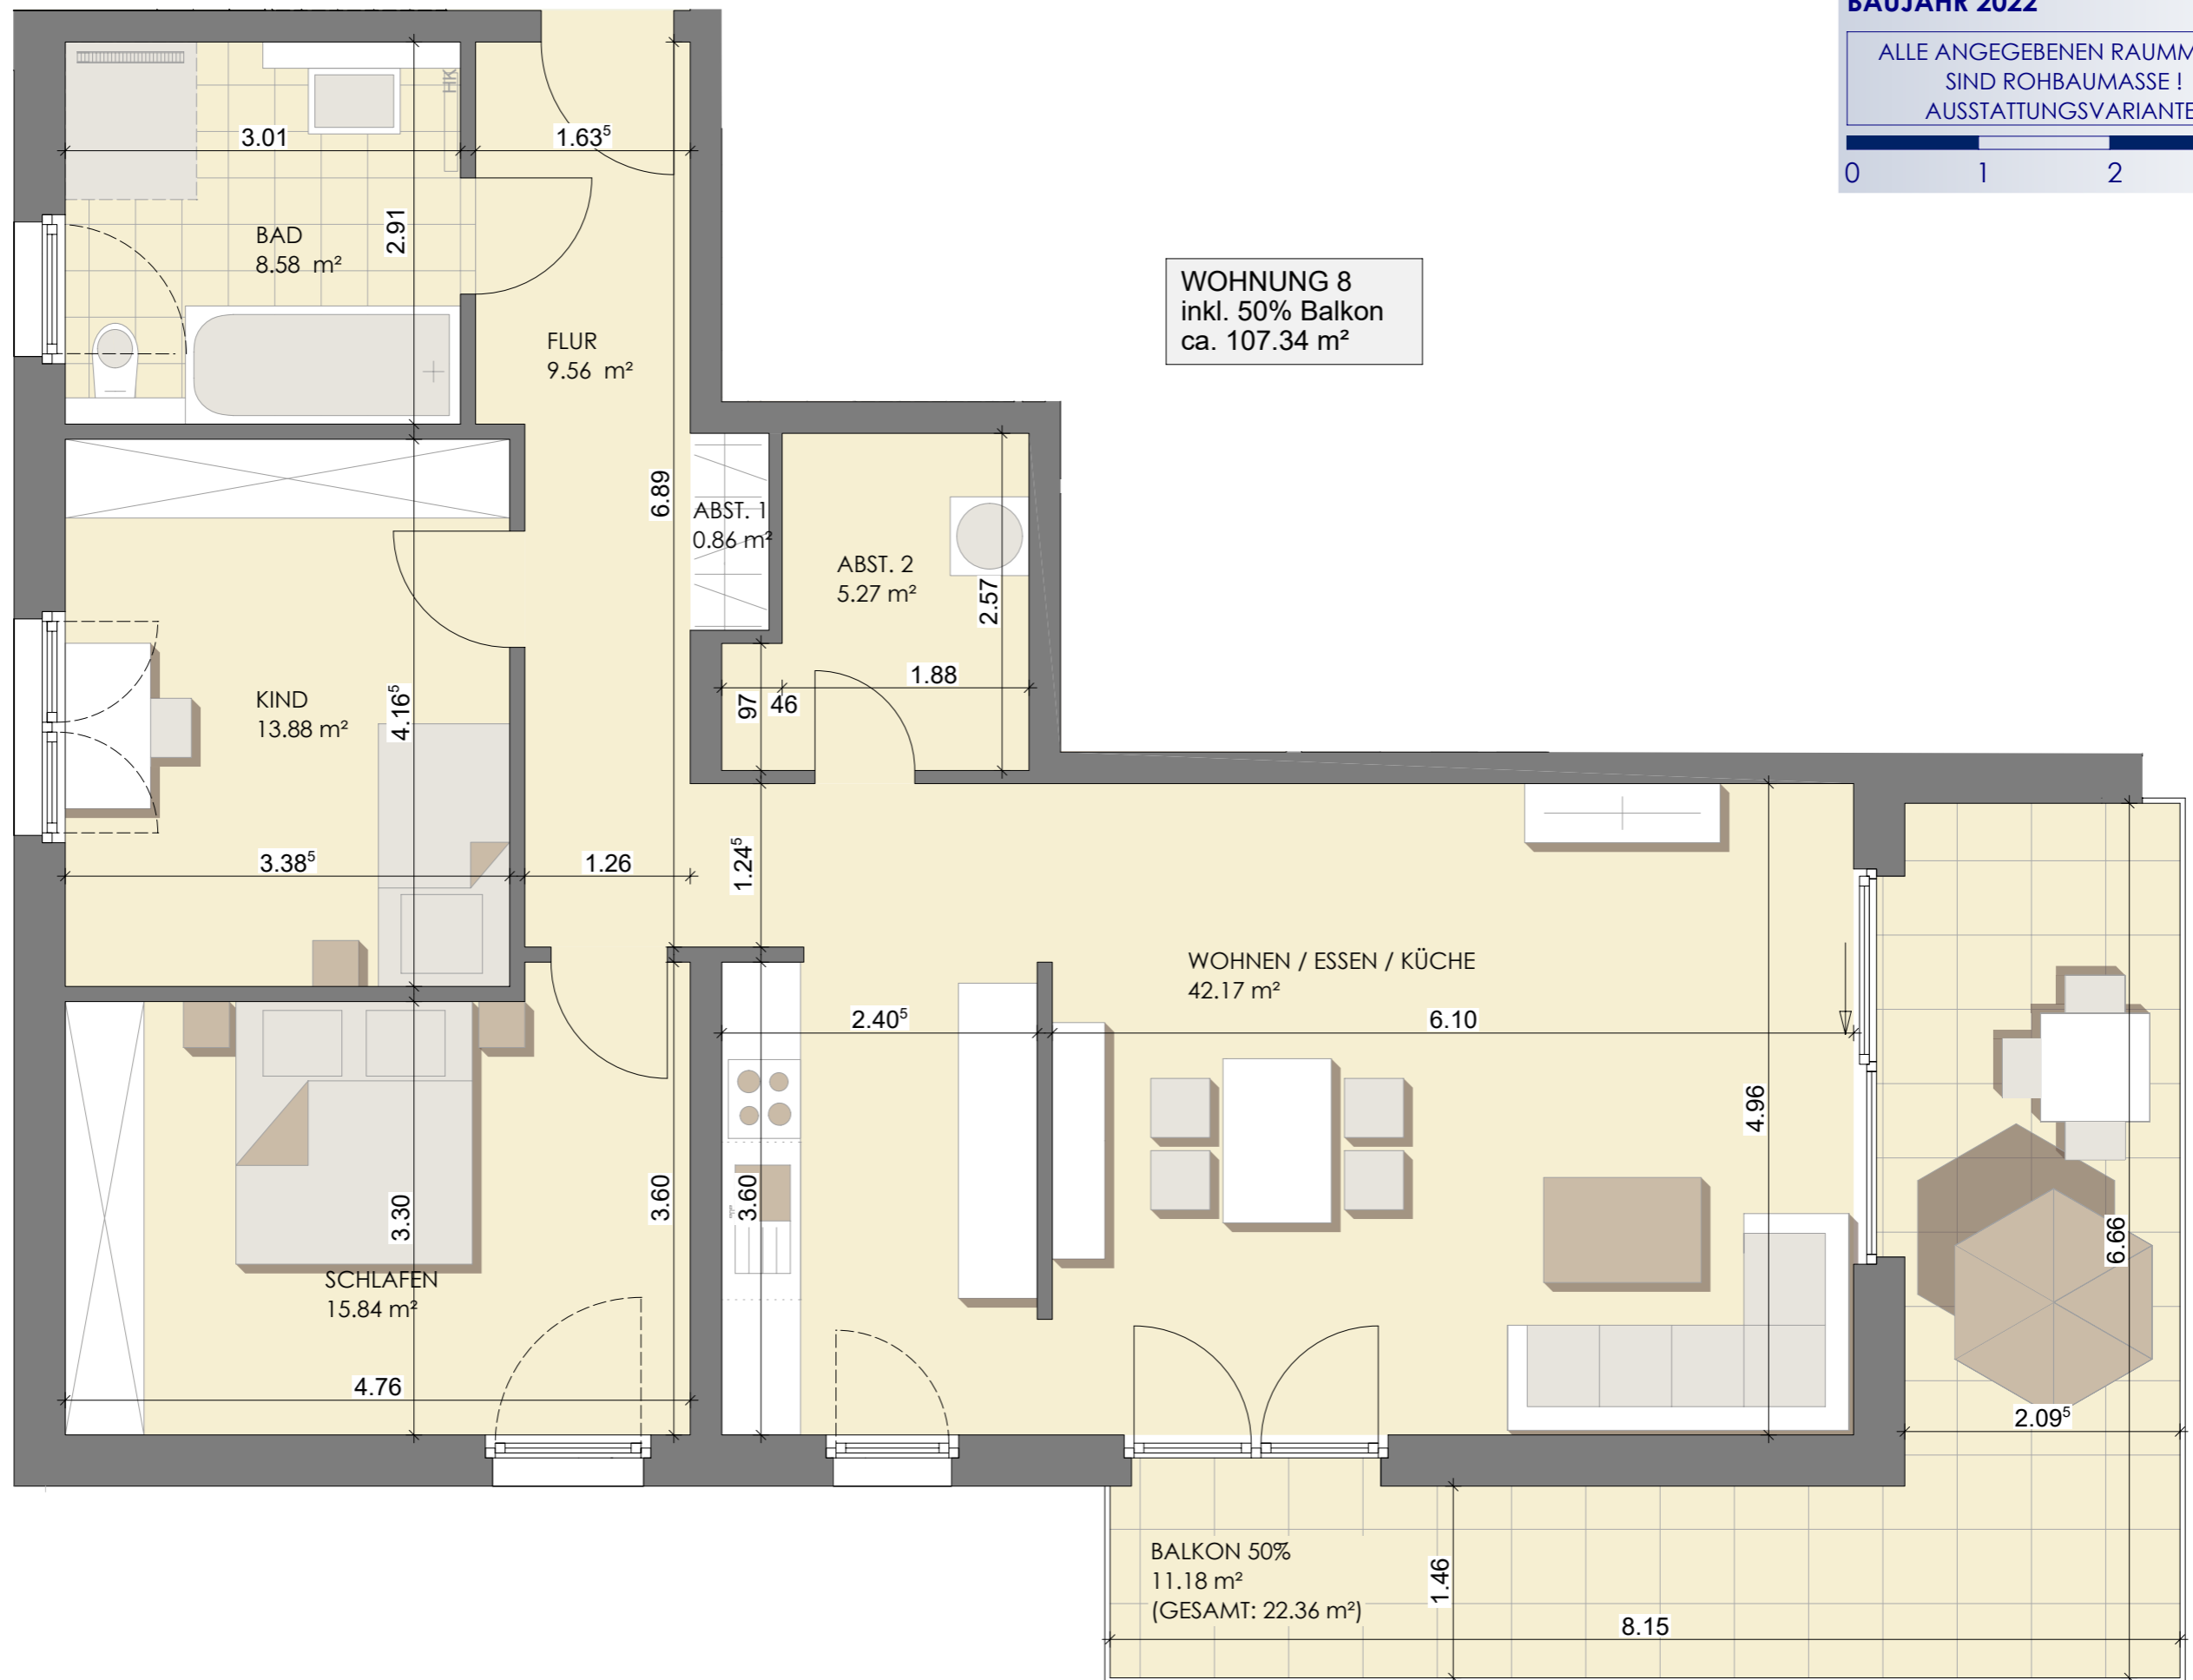 BAUJAHR 2022
ALLE ANGEGEBENEN RAUMM
SIND ROHBAUMASSE !
AUSSTATTUNGSVARIANTE
0 1 2
WOHNUNG 8
inkl. 50% Balkon
ca. 107.34 m²
HK
3.01
1.63⁵
2.91
BAD
8.58 m²
FLUR
9.56 m²
6.89
ABST. 1
0.86 m²
ABST. 2
5.27 m²
2.57
1.88
97
46
KIND
13.88 m²
4.16⁵
3.38⁵
1.26
1.24⁵
WOHNEN / ESSEN / KÜCHE
42.17 m²
2.40⁵
6.10
4.96
3.60
3.60
3.30
SCHLAFEN
15.84 m²
4.76
6.66
2.09⁵
BALKON 50%
11.18 m²
(GESAMT: 22.36 m²)
1.46
8.15